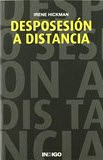 IRENE HICKMAN
DESPOSESIÓN
A DISTANCIA
INDIGO